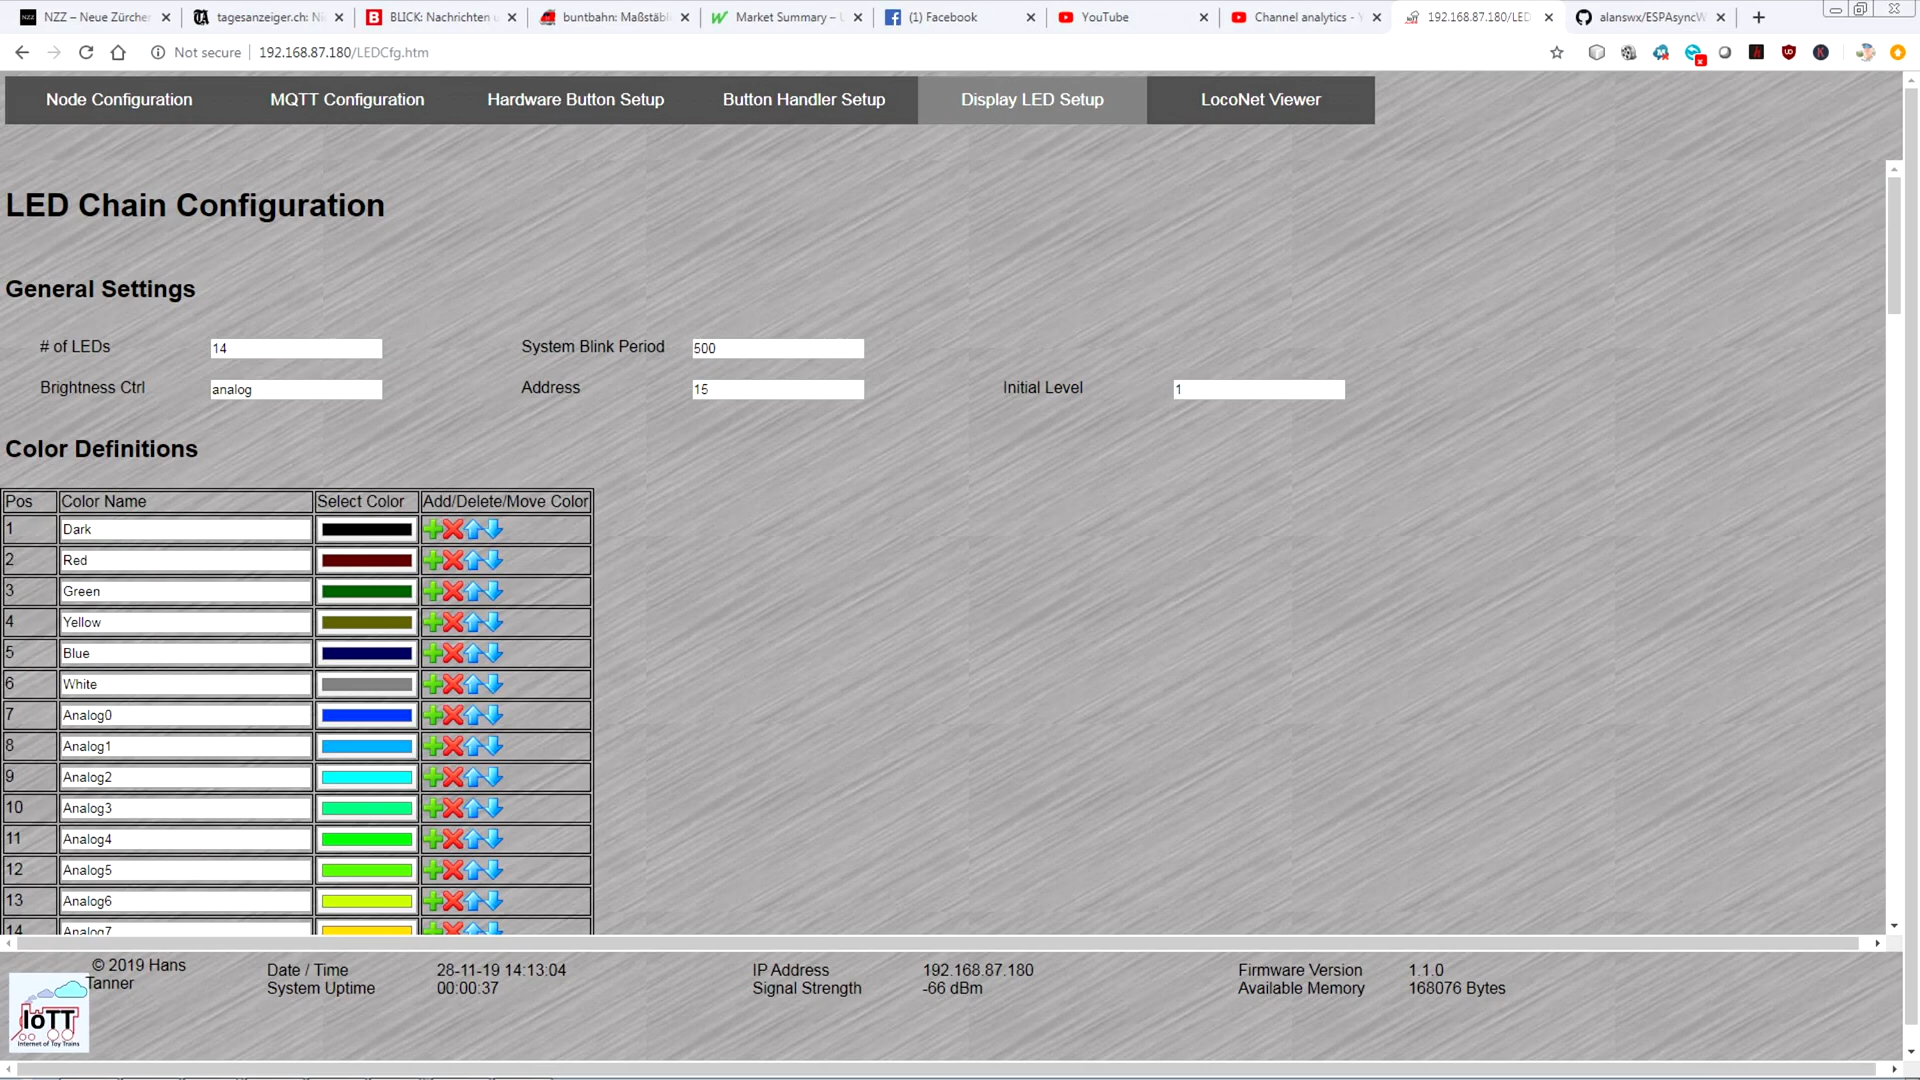 NZZ – Neue Zürcher
tagesanzeiger.ch: Ni
BLICK: Nachrichten u
buntbahn: Maßstäbl
Market Summary – U
(1) Facebook
YouTube
Channel analytics - Y
192.168.87.180/LED
alanswx/ESPAsyncW
Not secure
192.168.87.180/LEDCfg.htm
Node Configuration
MQTT Configuration
Hardware Button Setup
Button Handler Setup
Display LED Setup
LocoNet Viewer
LED Chain Configuration
General Settings
# of LEDs 14 System Blink Period 500
Brightness Ctrl analog Address 15 Initial Level 1
Color Definitions
Pos Color Name Select Color Add/Delete/Move Color
1 Dark
2 Red
3 Green
4 Yellow
5 Blue
6 White
7 Analog0
8 Analog1
9 Analog2
10 Analog3
11 Analog4
12 Analog5
13 Analog6
14 Analog7
© 2019 Hans
Tanner
IoTT
Internet of Toy Trains
Date / Time 28-11-19 14:13:04
System Uptime 00:00:37
IP Address 192.168.87.180
Signal Strength -66 dBm
Firmware Version 1.1.0
Available Memory 168076 Bytes